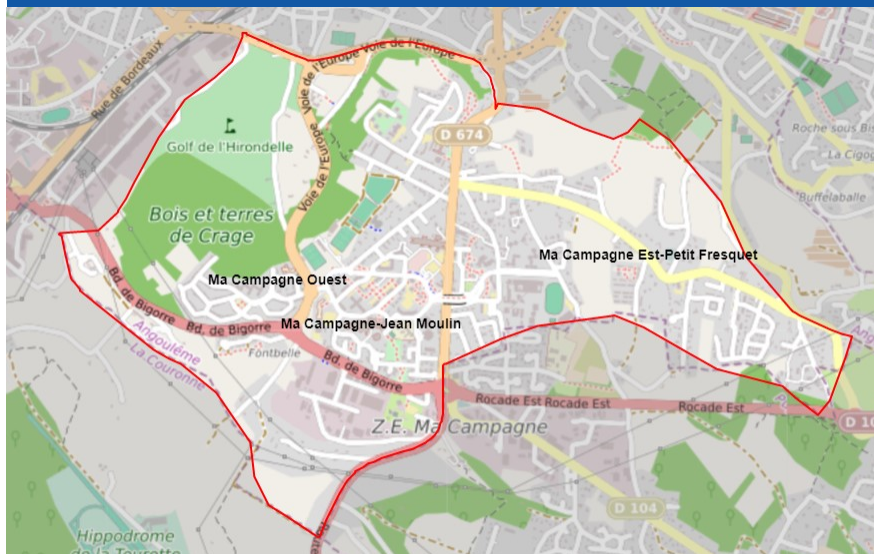 Rue de Bordeaux
Voie de l'Europe
Voie de l'Europe
D 674
Golf de l'Hirondelle
Voie de l'Europe
Roche sous Bi
La Cigog
Buffelaballe
Bois et terres
de Crage
Ma Campagne Est-Petit Fresquet
Ma Campagne Ouest
Bd. de Bigorre
Bd. de Bigorre
Ma Campagne-Jean Moulin
Angoulême
La Couronne
Fontbelle
Bd. de Bigorre
Rocade Est
Rocade Est
Rocade Est
D 10
Z.E. Ma Campagne
D 104
Hippodrome
de la Tourette